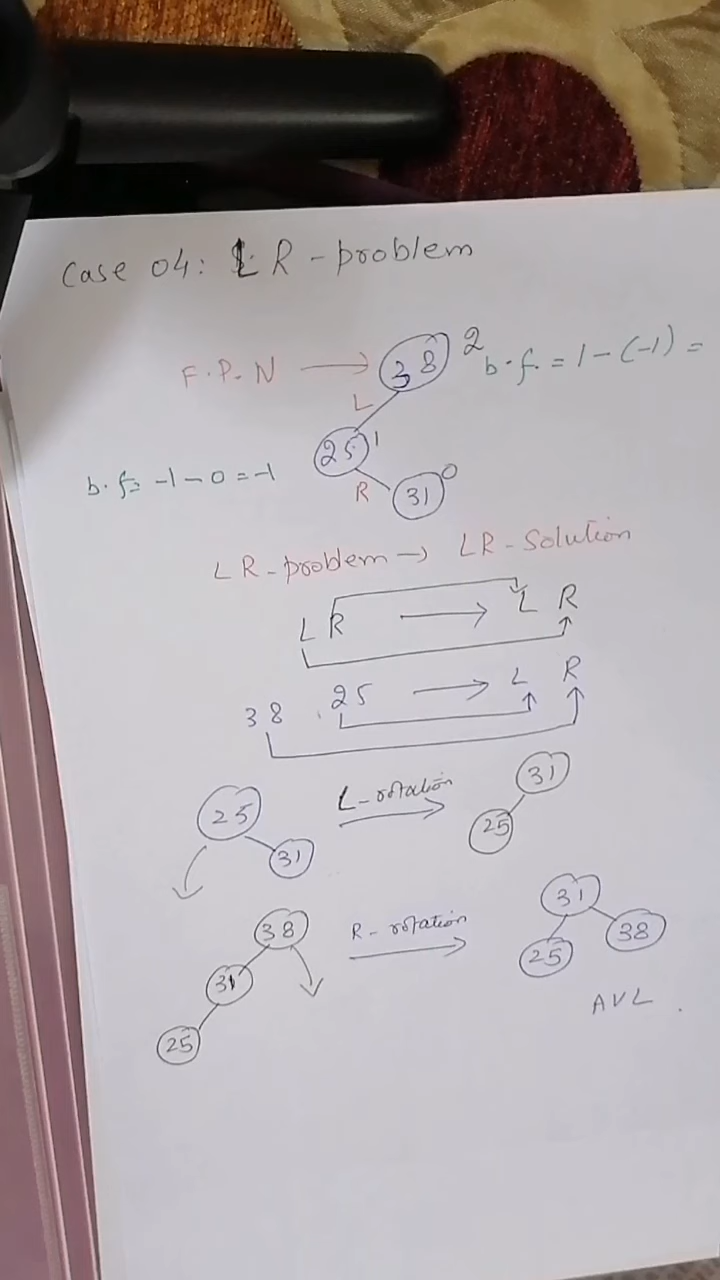 Case 04: LR - problem
F.P.N → 38 2 b.f. = 1 - (-1) =
L
25 1
b.f = -1 - 0 = -1
R 31 0
LR - problem → LR - Solution
L R → L R
38 25 → L R
25 31 L - rotation 31 25
38 31 25 R - rotation 31 25 38
AVL .